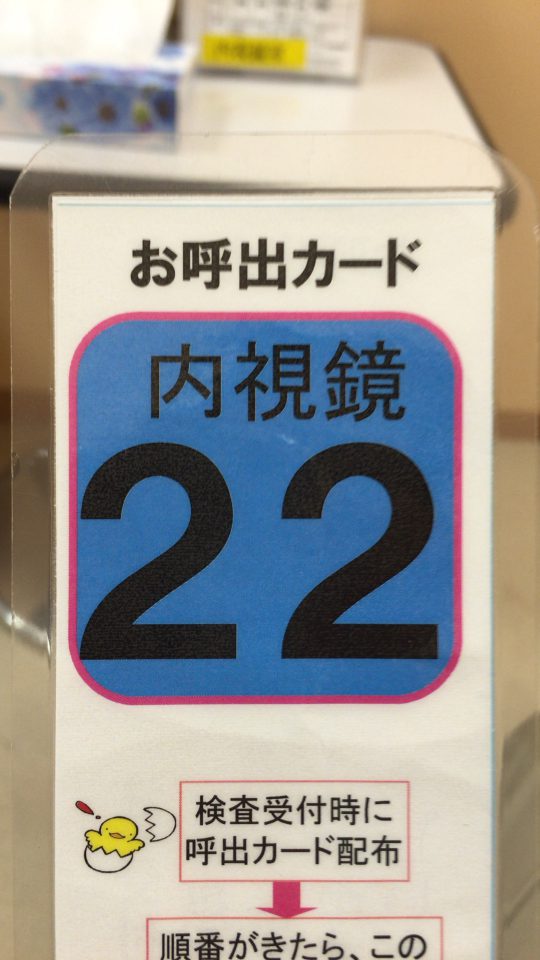 お呼出カード
内視鏡
22
検査受付時に
呼出カード配布
順番がきたら、この